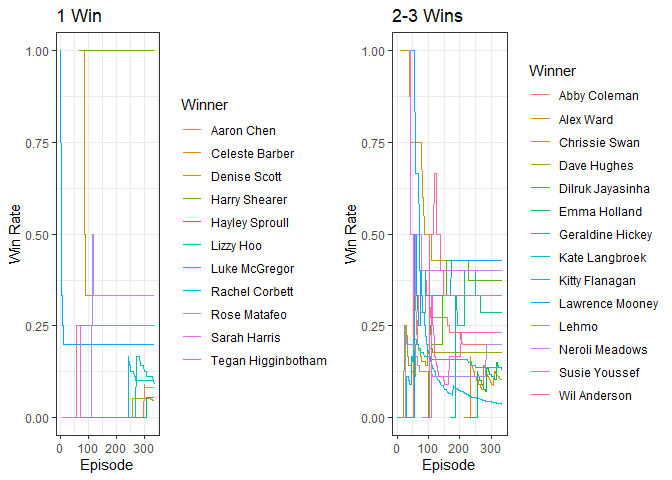 1 Win
1.00
0.75
0.50
0.25
0.00
Win Rate
0 100 200 300
Episode
Winner
Aaron Chen
Celeste Barber
Denise Scott
Harry Shearer
Hayley Sproull
Lizzy Hoo
Luke McGregor
Rachel Corbett
Rose Matafeo
Sarah Harris
Tegan Higginbotham
2-3 Wins
1.00
0.75
0.50
0.25
0.00
Win Rate
0 100 200 300
Episode
Winner
Abby Coleman
Alex Ward
Chrissie Swan
Dave Hughes
Dilruk Jayasinha
Emma Holland
Geraldine Hickey
Kate Langbroek
Kitty Flanagan
Lawrence Mooney
Lehmo
Neroli Meadows
Susie Youssef
Wil Anderson